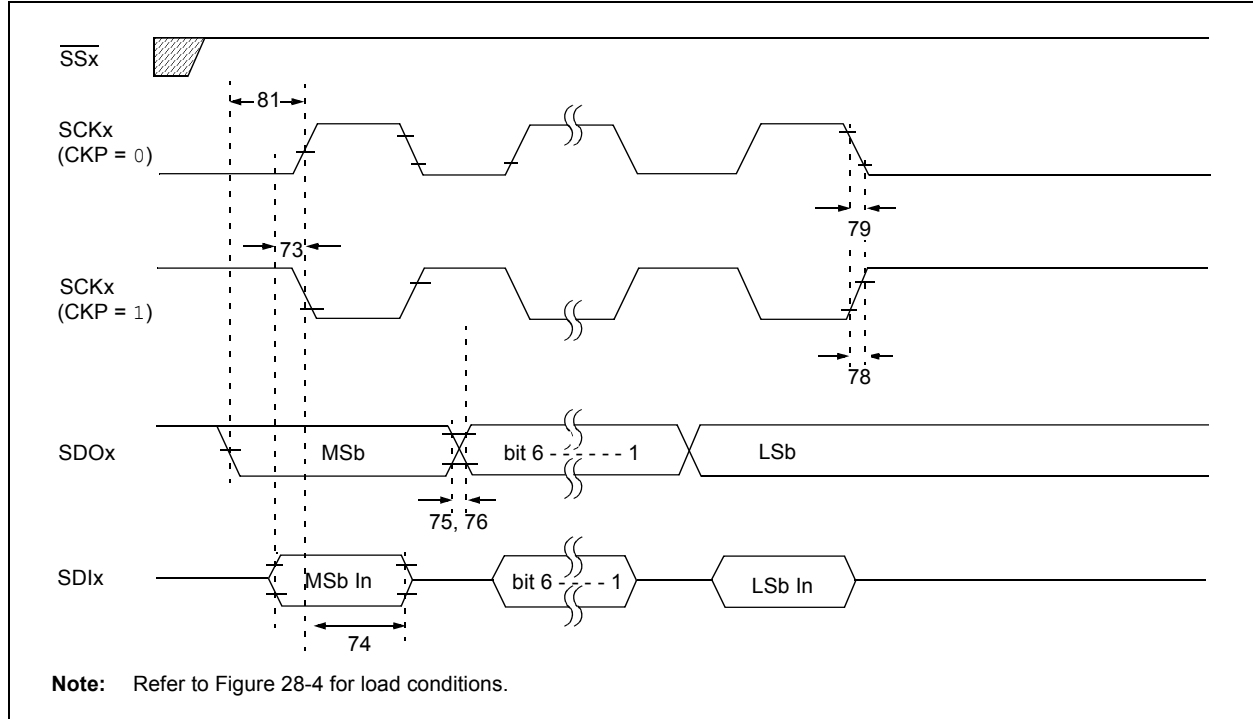 SSx
81
SCKx
(CKP = 0)
79
73
SCKx
(CKP = 1)
78
SDOx
MSb
bit 6 - - - - - - 1
LSb
75, 76
SDIx
MSb In
bit 6 - - - - 1
LSb In
74
Note: Refer to Figure 28-4 for load conditions.